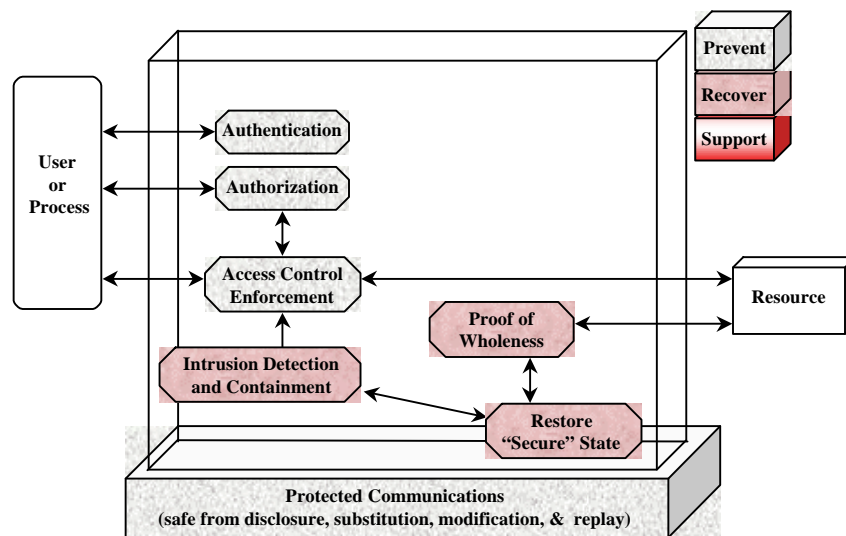 Prevent
Recover
Support
User
or
Process
Authentication
Authorization
Access Control
Enforcement
Resource
Proof of
Wholeness
Intrusion Detection
and Containment
Restore
“Secure” State
Protected Communications
(safe from disclosure, substitution, modification, & replay)